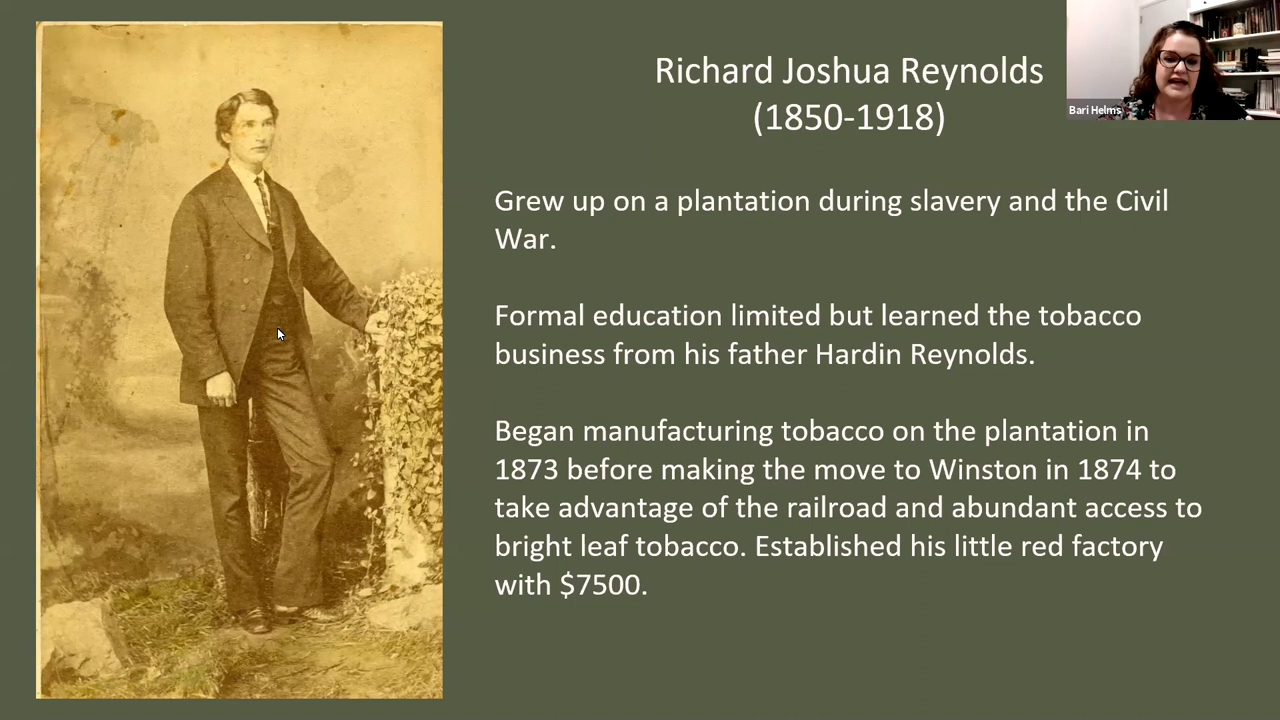 Richard Joshua Reynolds
(1850-1918)
Bari Helms
Grew up on a plantation during slavery and the Civil
War.
Formal education limited but learned the tobacco
business from his father Hardin Reynolds.
Began manufacturing tobacco on the plantation in
1873 before making the move to Winston in 1874 to
take advantage of the railroad and abundant access to
bright leaf tobacco. Established his little red factory
with $7500.